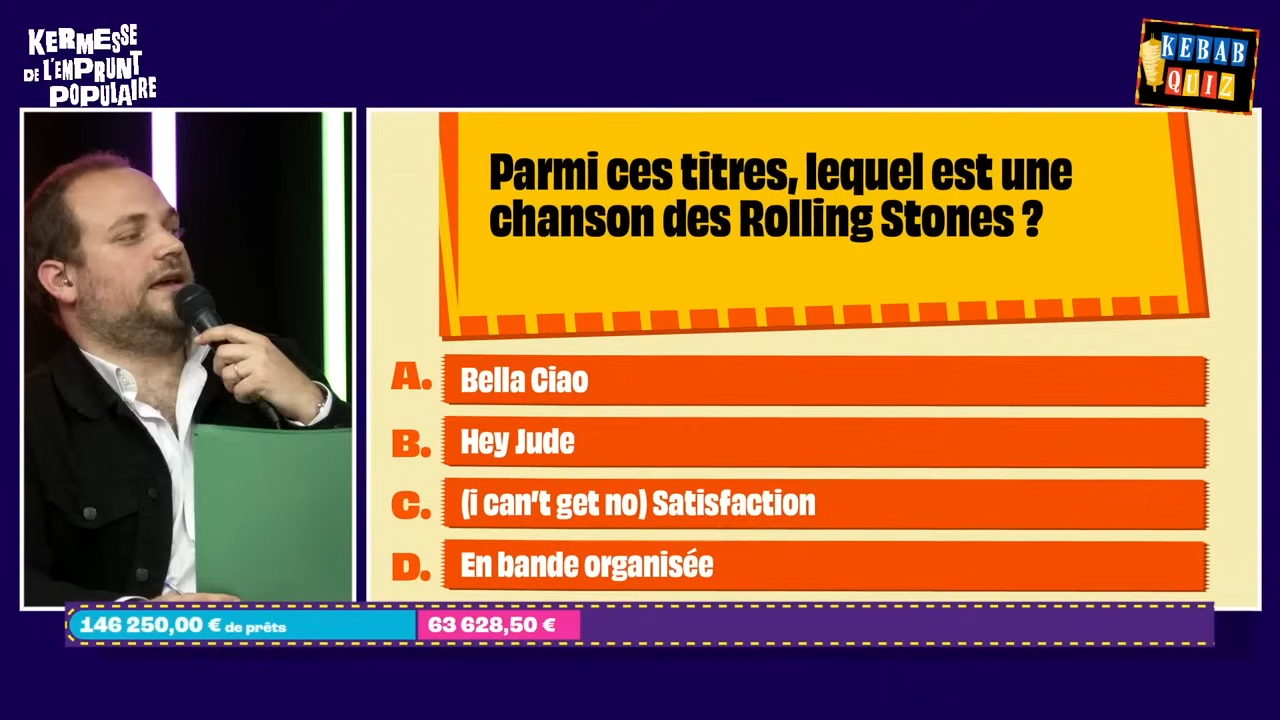 KERMESSE
DE L'EMPRUNT
POPULAIRE
KEBAB
QUIZ
Parmi ces titres, lequel est une
chanson des Rolling Stones ?
A. Bella Ciao
B. Hey Jude
C. (i can't get no) Satisfaction
D. En bande organisée
146 250,00 € de prêts 63 628,50 €